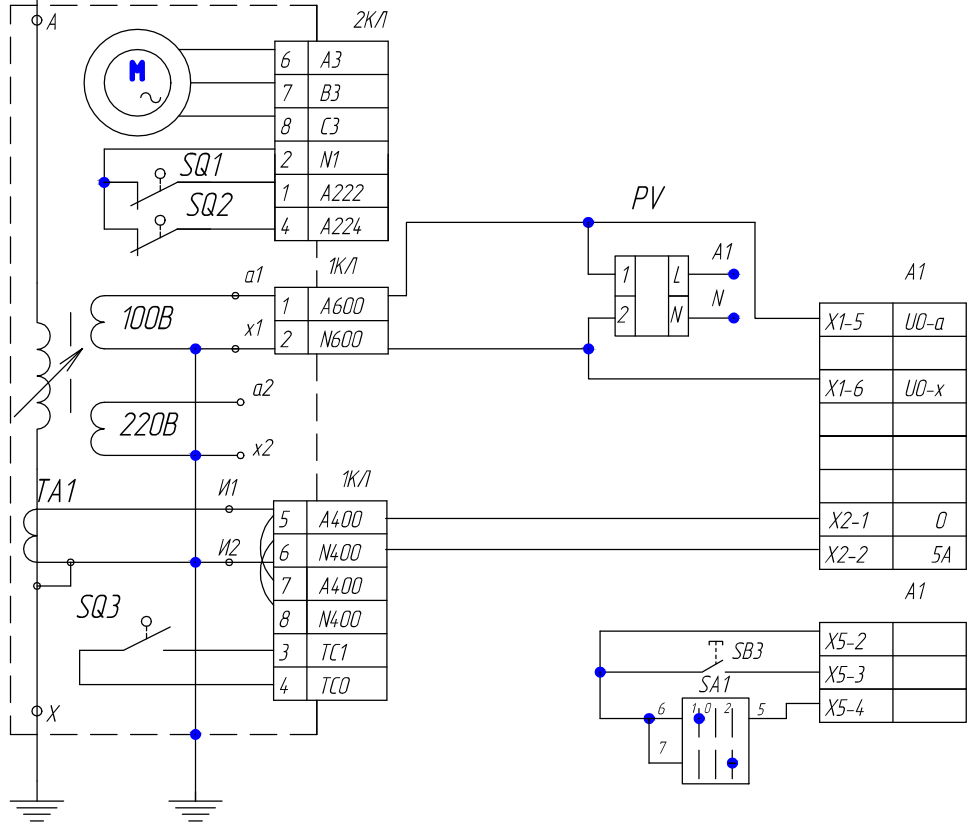 A
2КЛ
M
6 A3
7 B3
8 C3
2 N1
SQ1
1 A222
SQ2
4 A224
PV
1КЛ
a1
A1
A1
1 L
1 A600
100В
N
2 N
X1-5 U0-a
x1
2 N600
X1-6 U0-x
a2
220В
x2
TA1
1КЛ
И1
5 A400
X2-1 0
И2
6 N400
X2-2 5A
7 A400
A1
SQ3
8 N400
X5-2
3 TC1
SB3
X5-3
4 TC0
SA1
X
6 1 0 2 5
X5-4
7